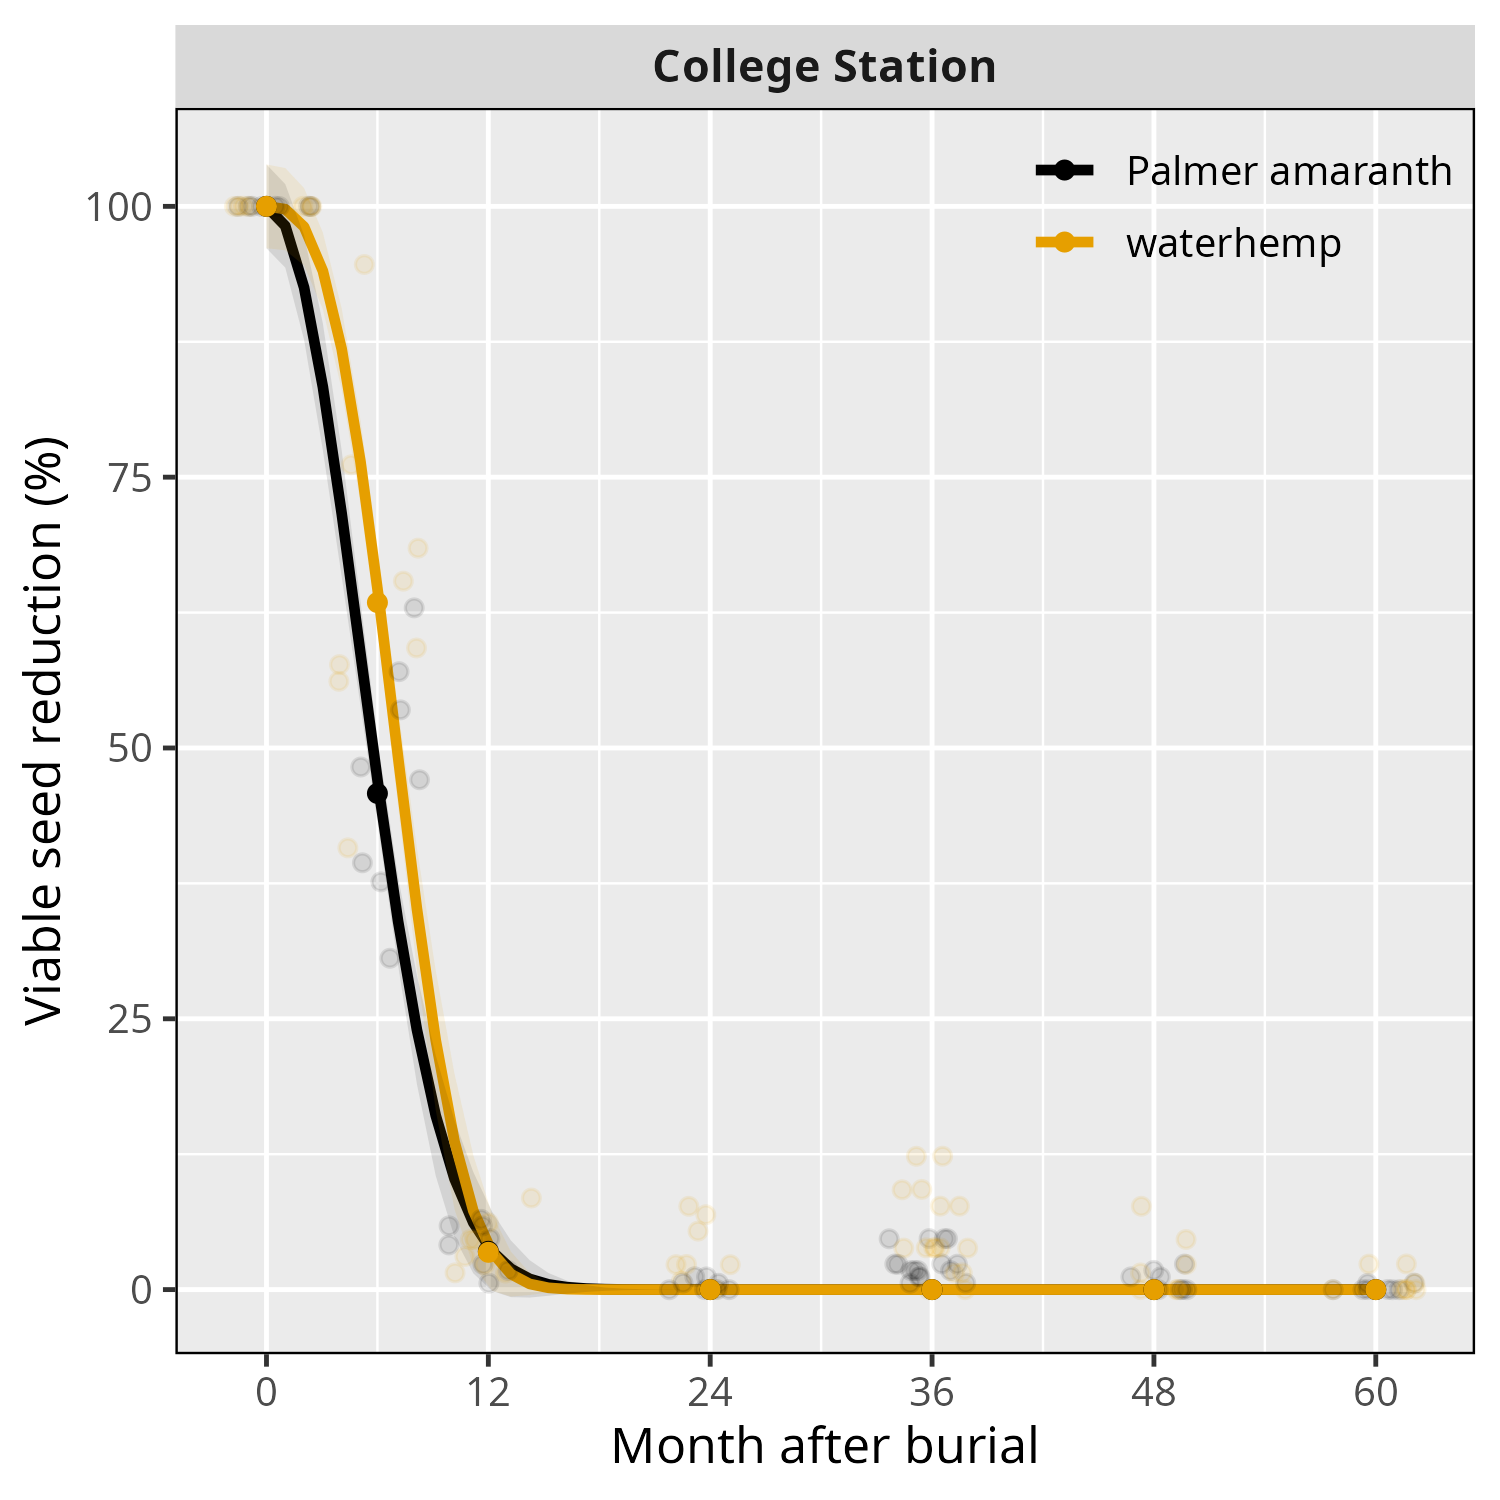 College Station
Palmer amaranth
waterhemp
Viable seed reduction (%)
100
75
50
25
0
0 12 24 36 48 60
Month after burial